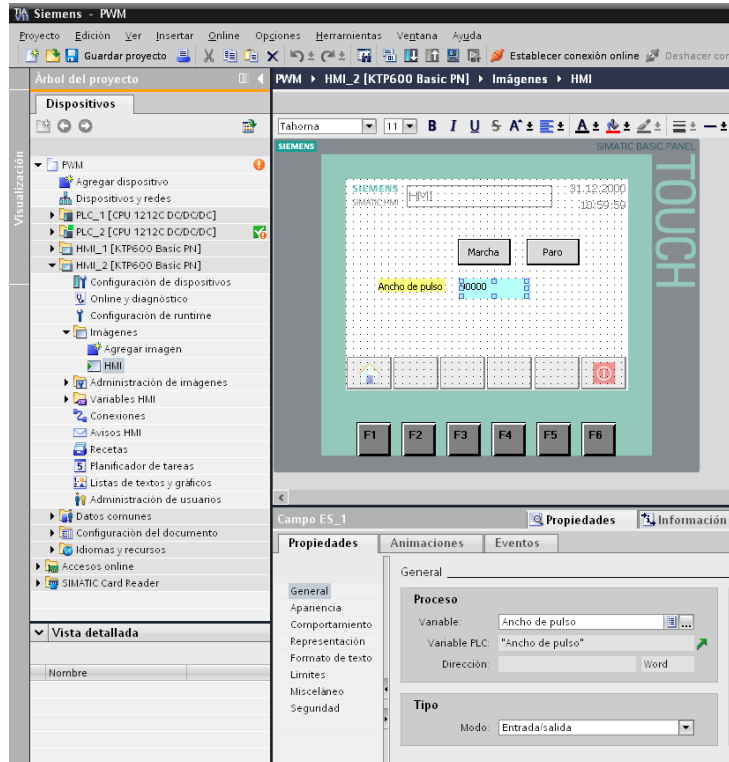 Siemens - PWM
Proyecto Edición Ver Insertar Online Opciones Herramientas Ventana Ayuda
Guardar proyecto Establecer conexión online Deshacer con
Árbol del proyecto
PWM HMI_2 [KTP600 Basic PN] Imágenes HMI
Dispositivos
Visualización
Tahoma 11 B I U S A A
PWM
Agregar dispositivo
Dispositivos y redes
PLC_1 [CPU 1212C DC/DC/DC]
PLC_2 [CPU 1212C DC/DC/DC]
HMI_1 [KTP600 Basic PN]
HMI_2 [KTP600 Basic PN]
Configuración de dispositivos
Online y diagnóstico
Configuración de runtime
Imágenes
Agregar imagen
HMI
Administración de imágenes
Variables HMI
Conexiones
Avisos HMI
Recetas
Planificador de tareas
Listas de textos y gráficos
Administración de usuarios
Datos comunes
Configuración del documento
Idiomas y recursos
Accesos online
SIMATIC Card Reader
Vista detallada
Nombre
SIEMENS SIMATIC BASIC PANEL
TOUCH
SIEMENS
SIMATIC HMI
HMI
31.12.2000
10:59:59
Marcha Paro
Ancho de pulso 00000
F1 F2 F3 F4 F5 F6
Campo ES_1
Propiedades Información
Propiedades Animaciones Eventos
General
Apariencia
Comportamiento
Representación
Formato de texto
Límites
Misceláneo
Seguridad
General
Proceso
Variable: Ancho de pulso ...
Variable PLC: "Ancho de pulso"
Dirección: Word
Tipo
Modo: Entrada/salida